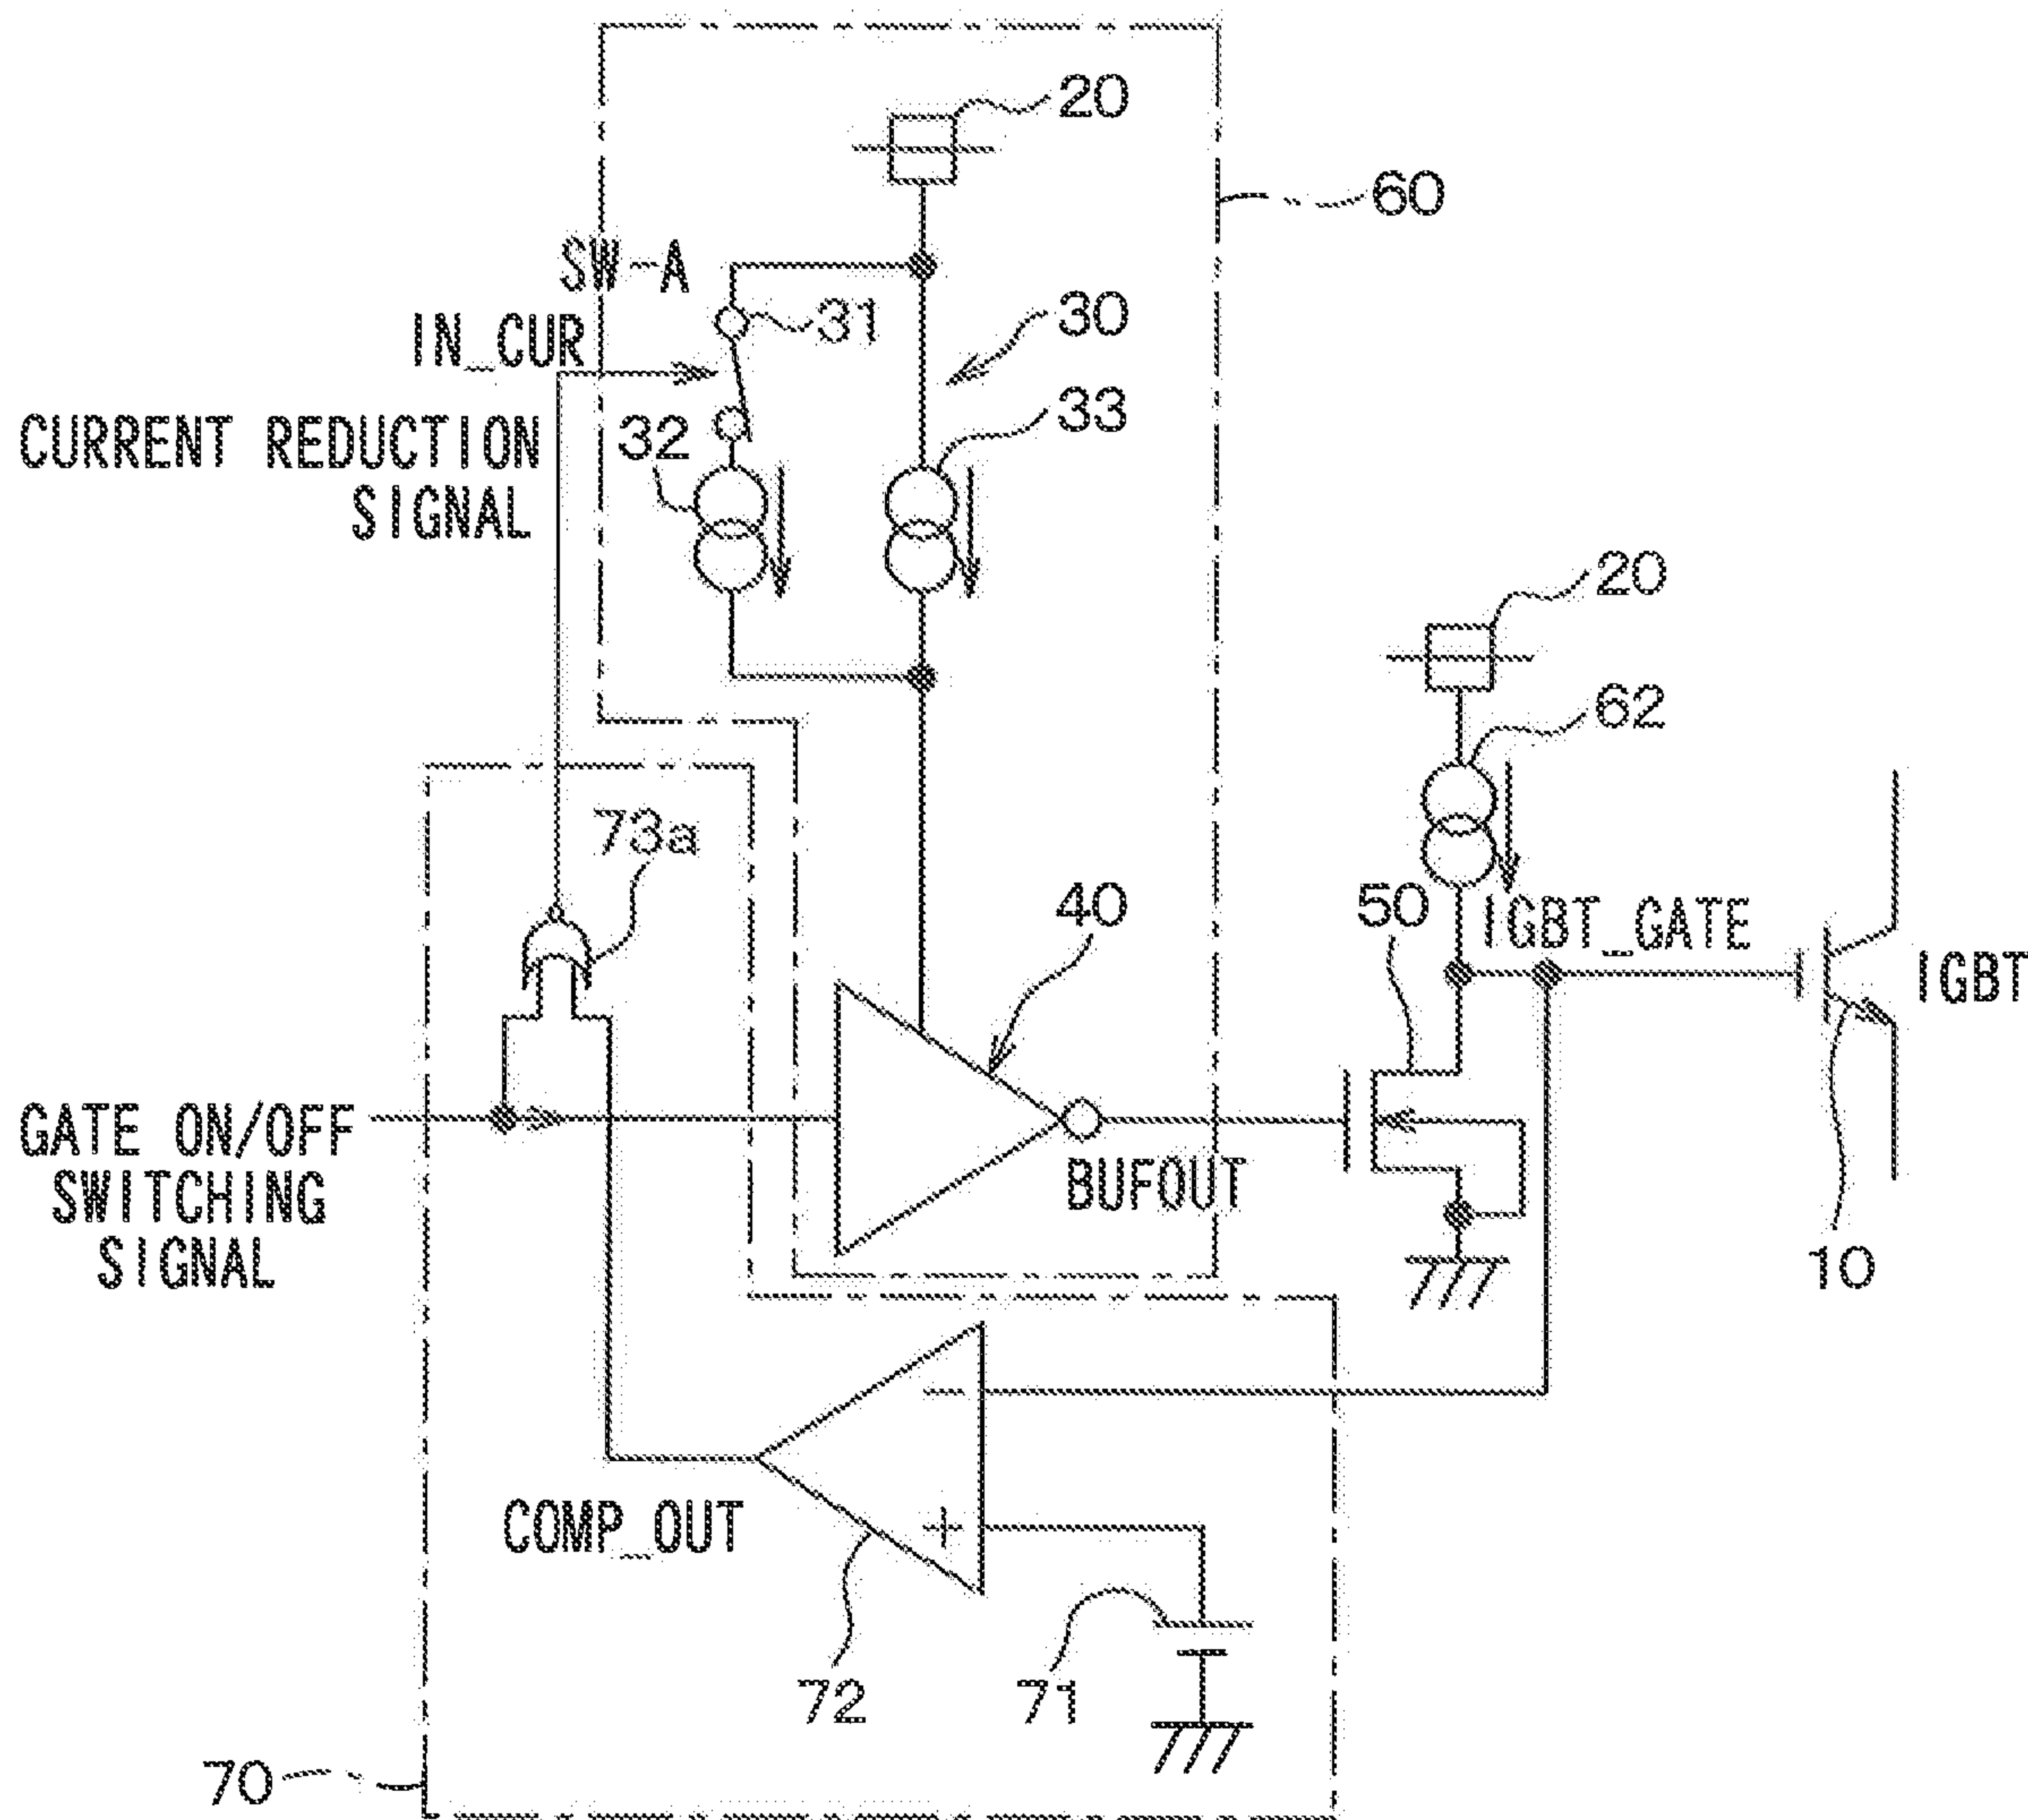 20
60
SW-A
31
30
IN_CUR
33
CURRENT REDUCTION
SIGNAL
32
20
62
73a
40
50
IGBT_GATE
IGBT
GATE ON/OFF
SWITCHING
SIGNAL
BUFOUT
10
-
+
COMP_OUT
72
71
70